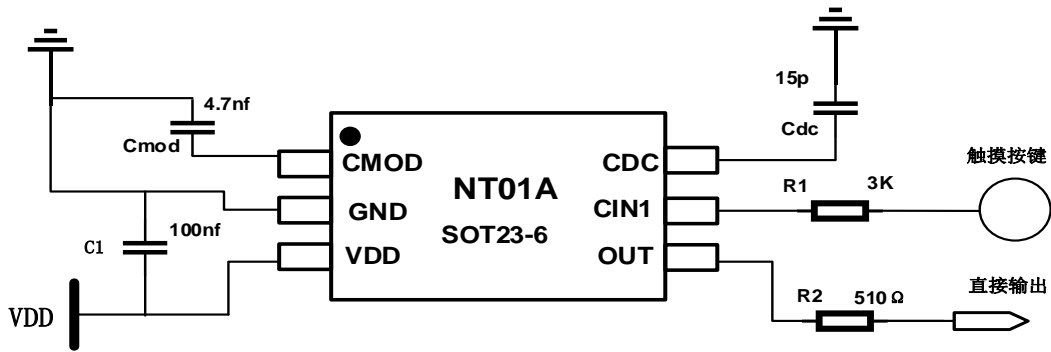 15p
Cdc
4.7nf
Cmod
CMOD
GND
VDD
NT01A
SOT23-6
CDC
CIN1
OUT
C1
100nf
VDD
触摸按键
R1
3K
直接输出
R2
510Ω